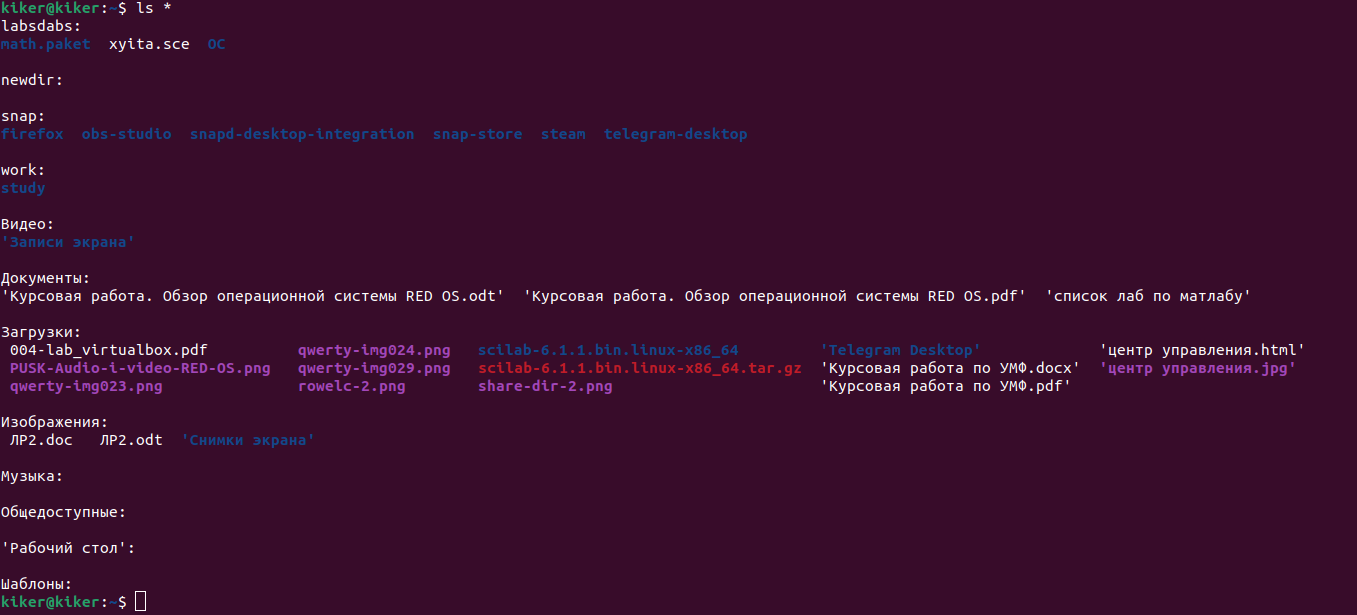 kiker@kiker:~$ ls *
labsdabs:
math.paket  xyita.sce  ОС

newdir:

snap:
firefox  obs-studio  snapd-desktop-integration  snap-store  steam  telegram-desktop

work:
study

Видео:
'Записи экрана'

Документы:
'Курсовая работа. Обзор операционной системы RED OS.odt'  'Курсовая работа. Обзор операционной системы RED OS.pdf'  'список лаб по матлабу'

Загрузки:
004-lab_virtualbox.pdf  qwerty-img024.png  scilab-6.1.1.bin.linux-x86_64  'Telegram Desktop'  'центр управления.html'
PUSK-Audio-i-video-RED-OS.png  qwerty-img029.png  scilab-6.1.1.bin.linux-x86_64.tar.gz  'Курсовая работа по УМФ.docx'  'центр управления.jpg'
qwerty-img023.png  rowelc-2.png  share-dir-2.png  'Курсовая работа по УМФ.pdf'

Изображения:
ЛР2.doc  ЛР2.odt  'Снимки экрана'

Музыка:

Общедоступные:

'Рабочий стол':

Шаблоны:
kiker@kiker:~$